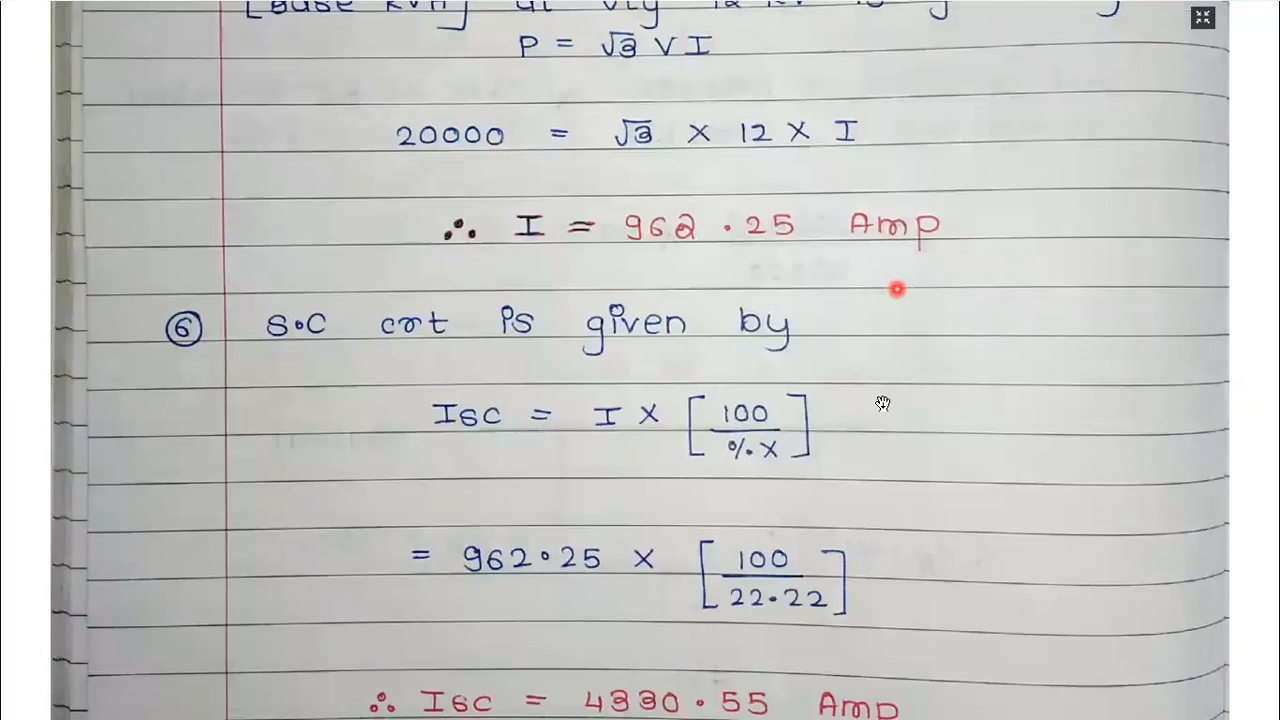 P = √3 V I
20000 = √3 × 12 × I
∴ I = 962.25 Amp
⑥ S.C crt is given by
Isc = I × [100 / %X]
= 962.25 × [100 / 22.22]
∴ Isc = 4330.55 Amp